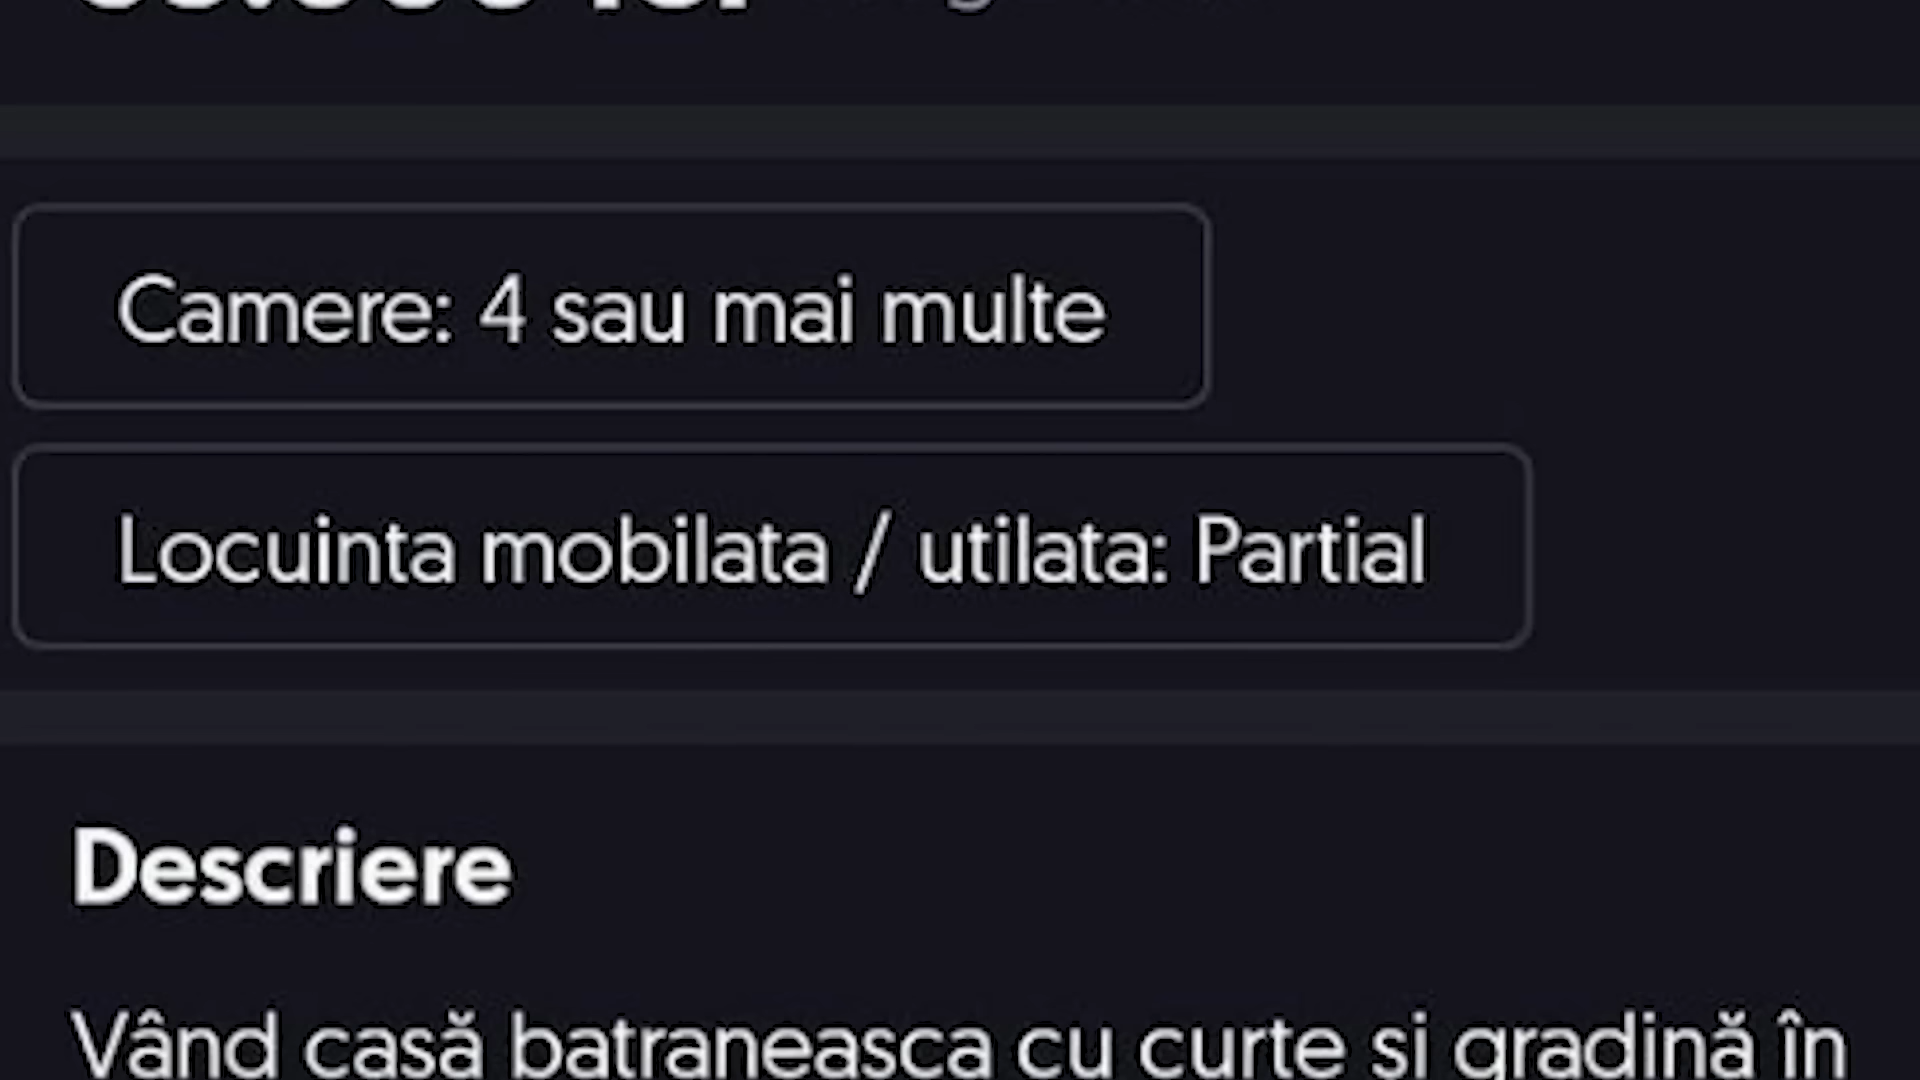 Camere: 4 sau mai multe
Locuinta mobilata / utilata: Partial
Descriere
Vând casă batraneasca cu curte si gradină în